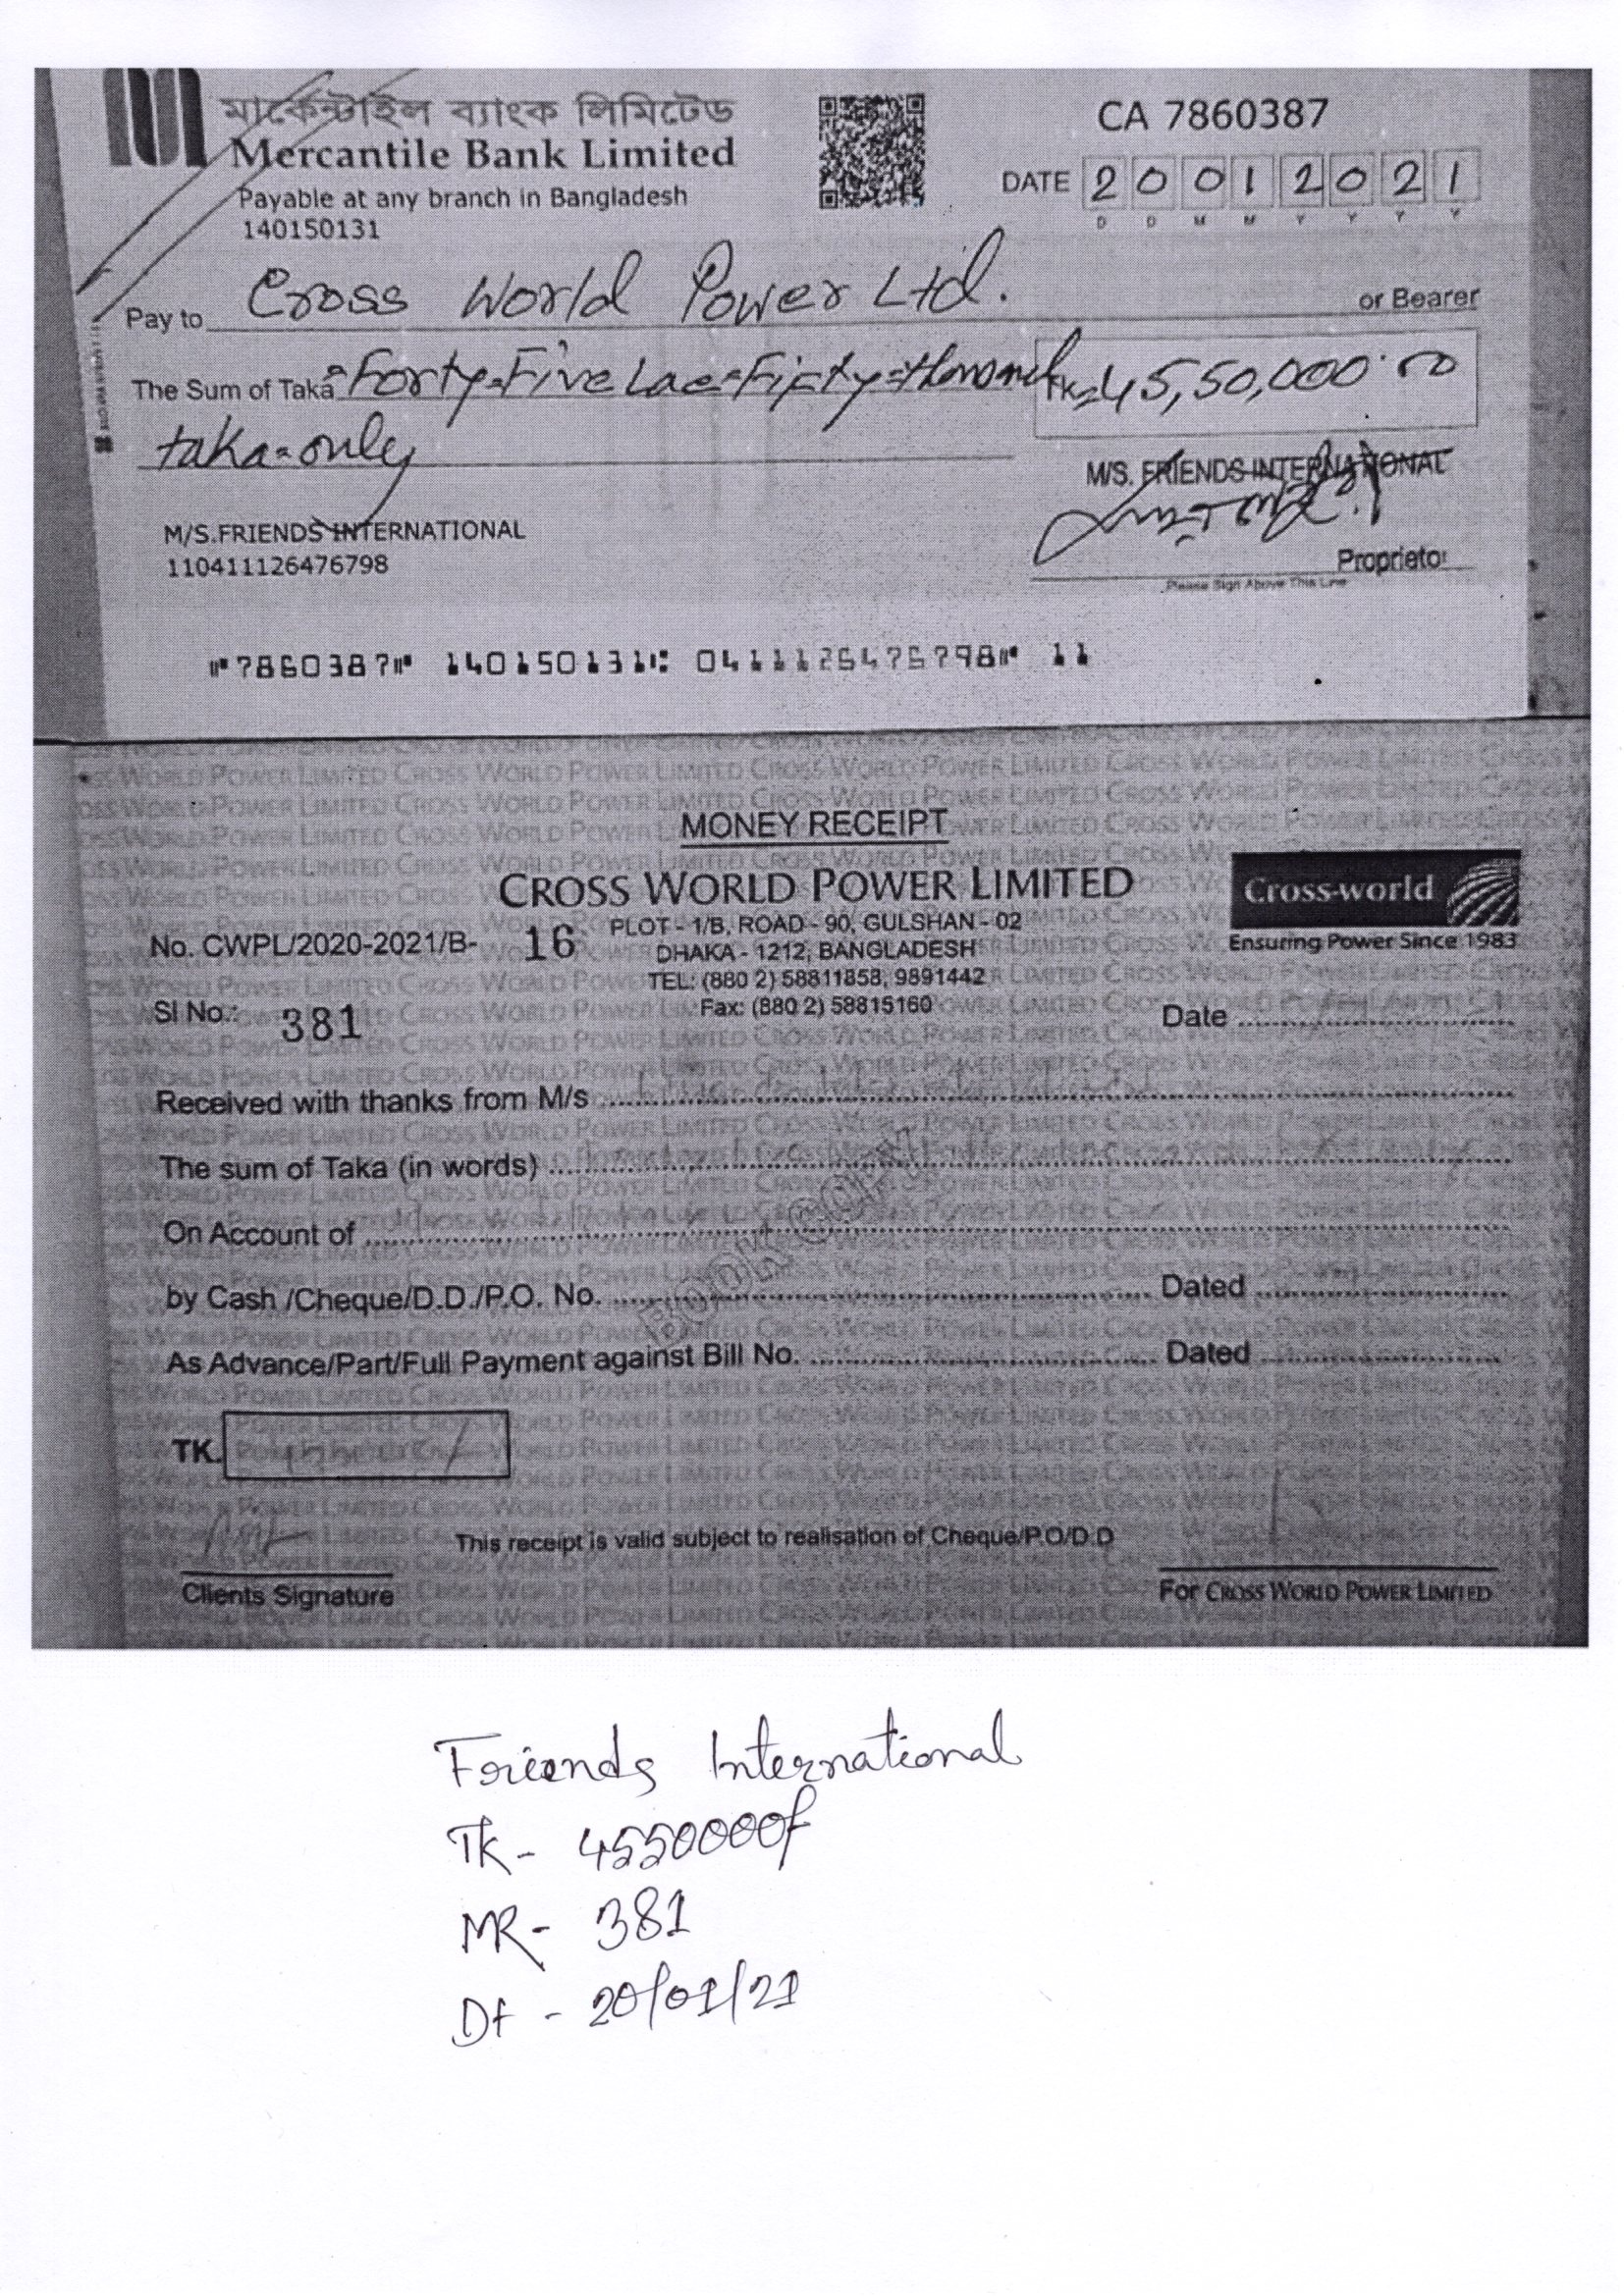 মার্কেন্টাইল ব্যাংক লিমিটেড
Mercantile Bank Limited
Payable at any branch in Bangladesh
140150131
CA 7860387
DATE 20012021
D D M M Y Y Y Y
Pay to Cross World Power Ltd. or Bearer
The Sum of Taka Forty=Five Lac=Fifty=thousand Tk= 45,50,000.00
taka=only
M/S. FRIENDS INTERNATIONAL
M/S.FRIENDS INTERNATIONAL
110411126476798
Proprietor
Please Sign Above This Line
⑈7860387⑈ 140150131⑆ 0411126476798⑈ 11
MONEY RECEIPT
CROSS WORLD POWER LIMITED
Cross-world
PLOT - 1/B, ROAD - 90, GULSHAN - 02
No. CWPL/2020-2021/B- 16
DHAKA - 1212, BANGLADESH
Ensuring Power Since 1983
TEL: (880 2) 58811858, 9891442
Sl No.: 381
Fax: (880 2) 58815160
Date
Received with thanks from M/s
The sum of Taka (in words)
On Account of
by Cash /Cheque/D.D./P.O. No. Dated
As Advance/Part/Full Payment against Bill No. Dated
TK.
This receipt is valid subject to realisation of Cheque/P.O/D.D
Clients Signature
For CROSS WORLD POWER LIMITED
Friends International
Tk- 4550000/
MR- 381
Dt - 20/01/21